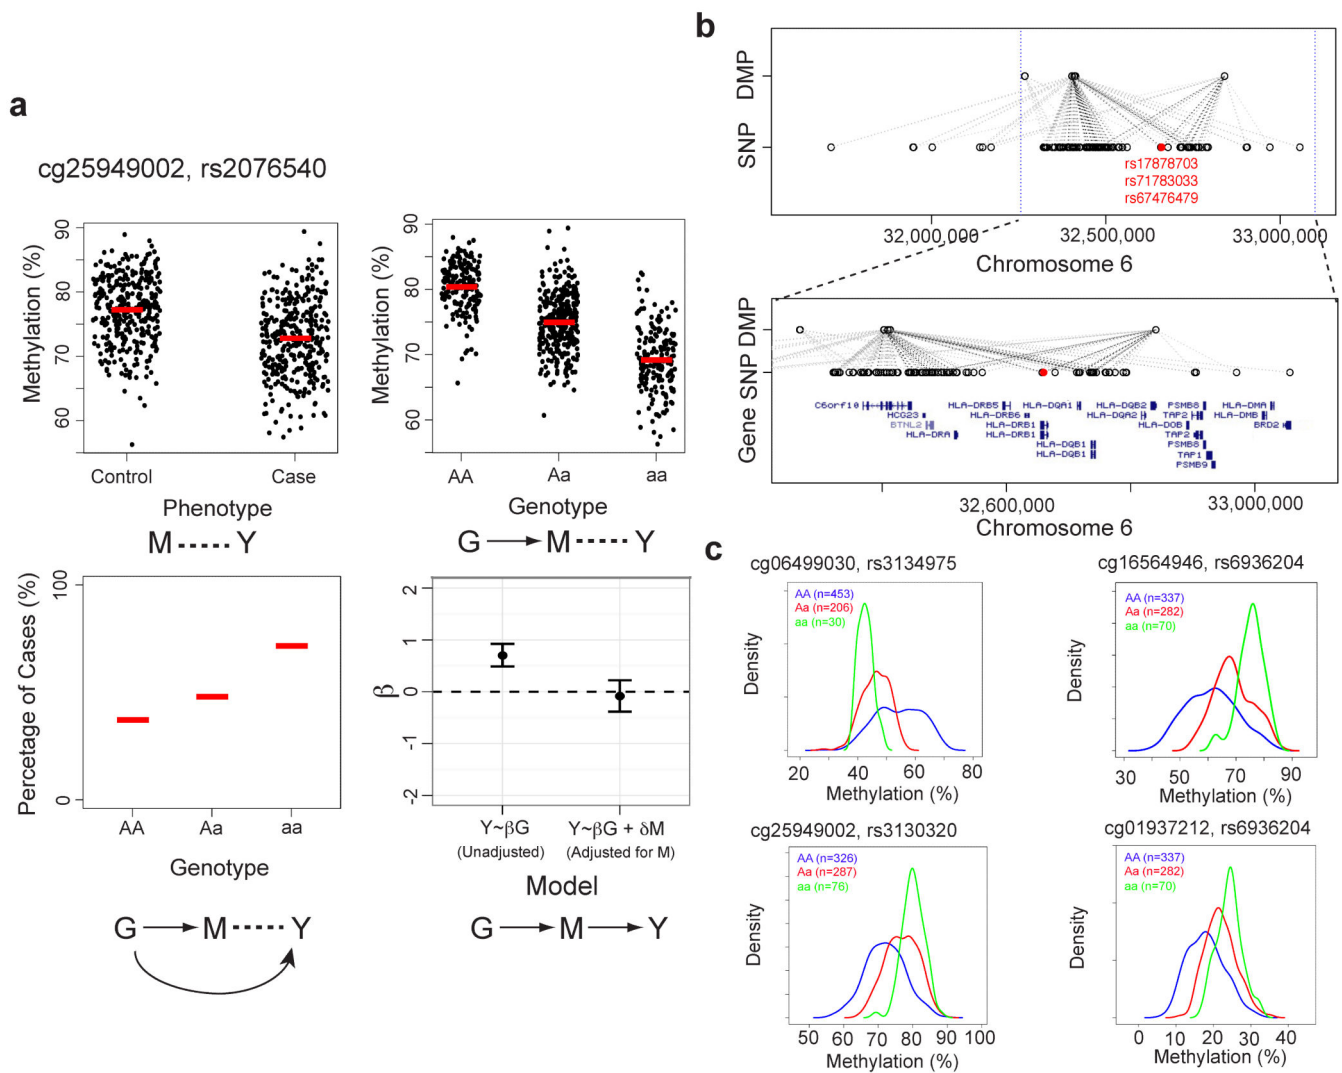 a
cg25949002, rs2076540
Methylation (%)
90
80
70
60
Control
Case
Phenotype
M Y
Methylation (%)
90
80
70
60
AA
Aa
aa
Genotype
G M Y
Percetage of Cases (%)
100
0
AA
Aa
aa
Genotype
G M Y
β
2
1
0
-1
-2
Y~βG
(Unadjusted)
Y~βG + δM
(Adjusted for M)
Model
G M Y
b
SNP DMP
rs17878703
rs71783033
rs67476479
32,000,000
32,500,000
33,000,000
Chromosome 6
Gene SNP DMP
C6orf10
HLA-DRB5
HLA-DQA1
HLA-DQB2
PSMB8
HLA-DMA
HCG23
HLA-DRB6
HLA-DQA2
TAP2
HLA-DMB
BTNL2
HLA-DRB1
HLA-DOB
BRD2
HLA-DRA
HLA-DRB1
TAP2
HLA-DQB1
PSMB8
HLA-DQB1
TAP1
PSMB9
32,600,000
33,000,000
Chromosome 6
c
cg06499030, rs3134975
AA (n=453)
Aa (n=206)
aa (n=30)
Density
20
40
60
80
Methylation (%)
cg16564946, rs6936204
AA (n=337)
Aa (n=282)
aa (n=70)
Density
30
50
70
90
Methylation (%)
cg25949002, rs3130320
AA (n=326)
Aa (n=287)
aa (n=76)
Density
50
60
70
80
90
100
Methylation (%)
cg01937212, rs6936204
AA (n=337)
Aa (n=282)
aa (n=70)
Density
0
10
20
30
40
Methylation (%)